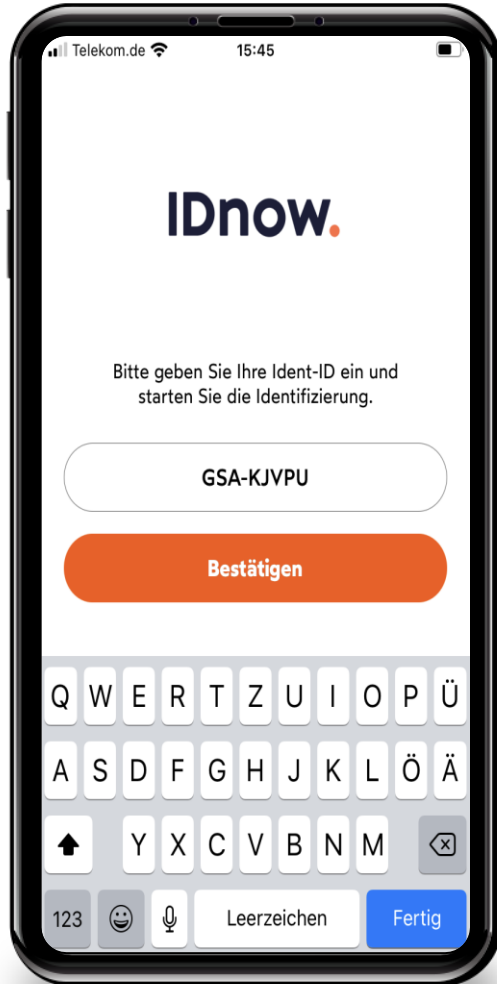 Telekom.de 15:45
IDnow.
Bitte geben Sie Ihre Ident-ID ein und
starten Sie die Identifizierung.
GSA-KJVPU
Bestätigen
Q W E R T Z U I O P Ü
A S D F G H J K L Ö Ä
Y X C V B N M
123 Leerzeichen Fertig